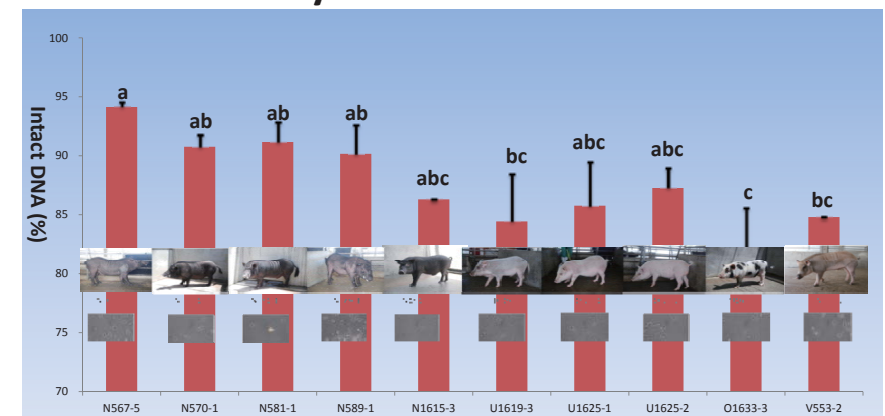 100
95
90
85
80
75
70
Intact DNA (%)
a
ab
ab
ab
abc
bc
abc
abc
c
bc
N567-5
N570-1
N581-1
N589-1
N1615-3
U1619-3
U1625-1
U1625-2
O1633-3
V553-2